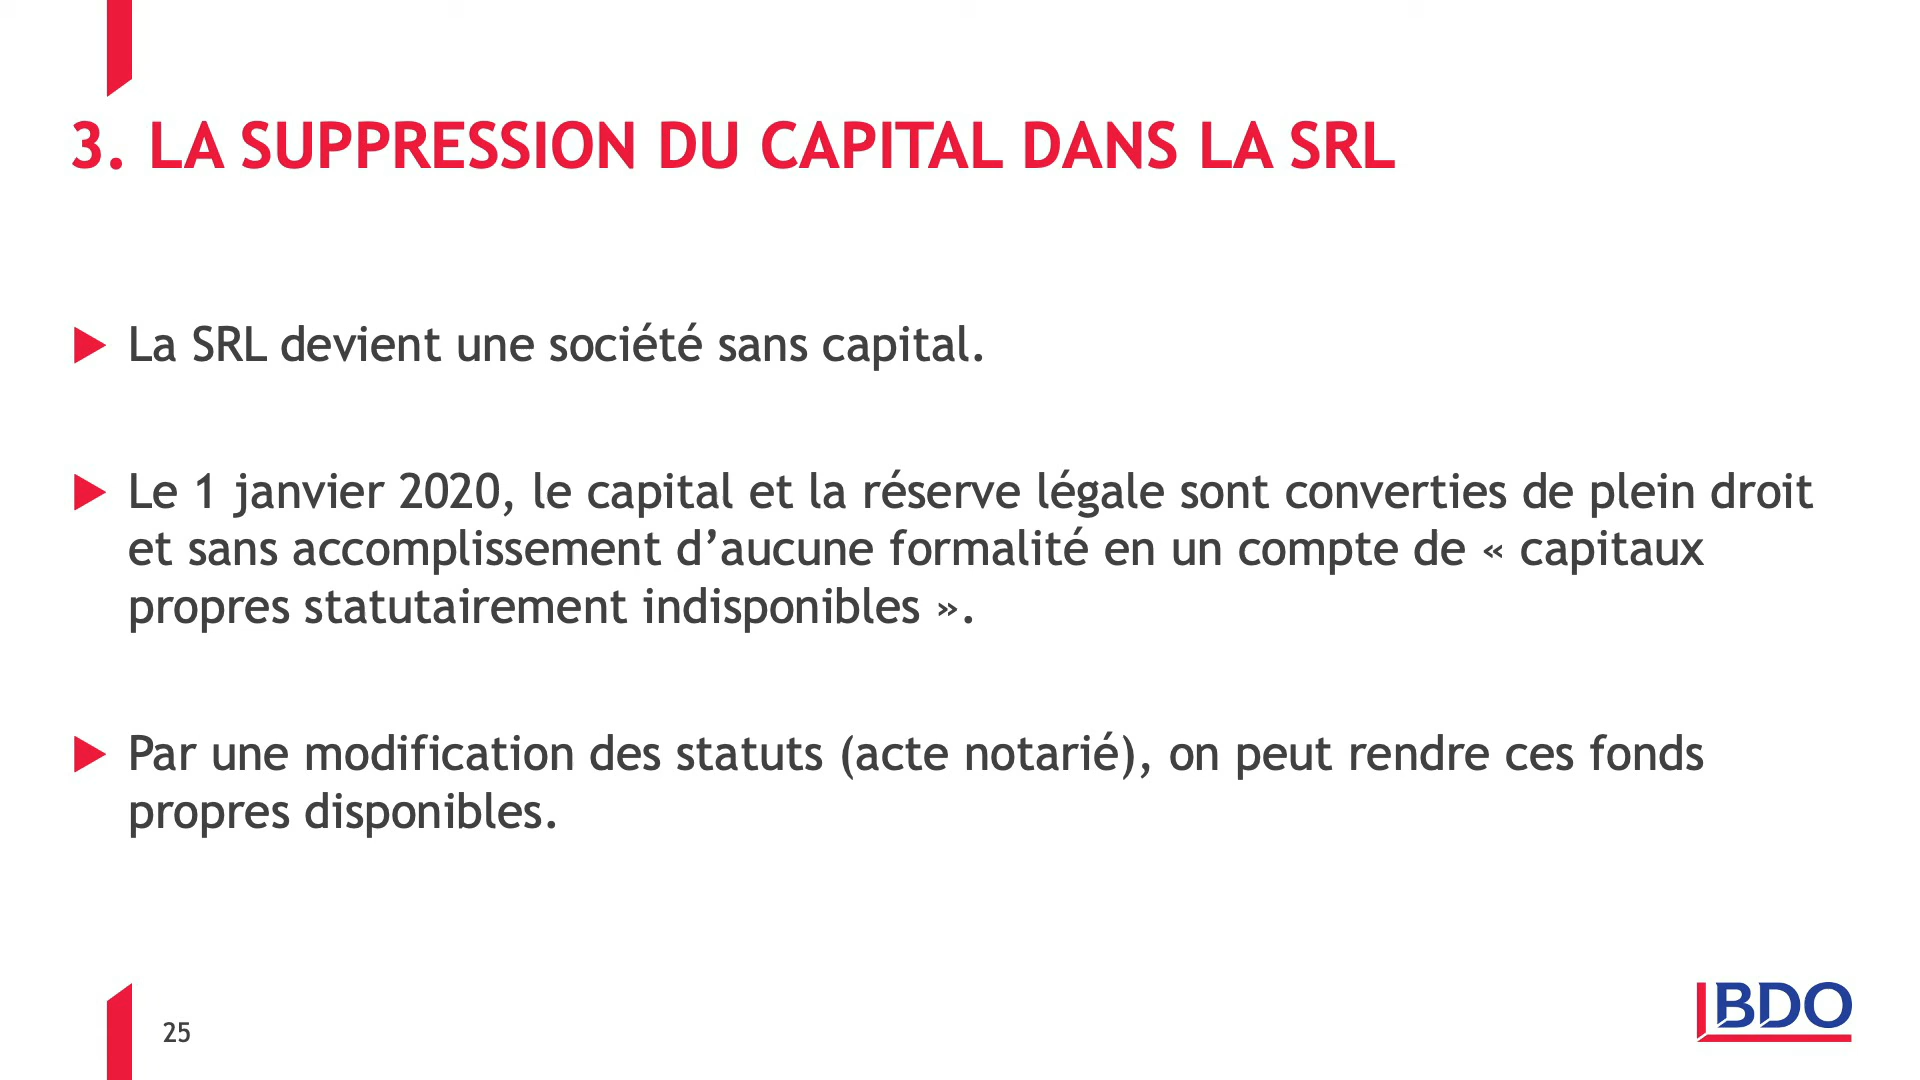 3. LA SUPPRESSION DU CAPITAL DANS LA SRL
La SRL devient une société sans capital.
Le 1 janvier 2020, le capital et la réserve légale sont converties de plein droit
et sans accomplissement d’aucune formalité en un compte de « capitaux
propres statutairement indisponibles ».
Par une modification des statuts (acte notarié), on peut rendre ces fonds
propres disponibles.
25
BDO